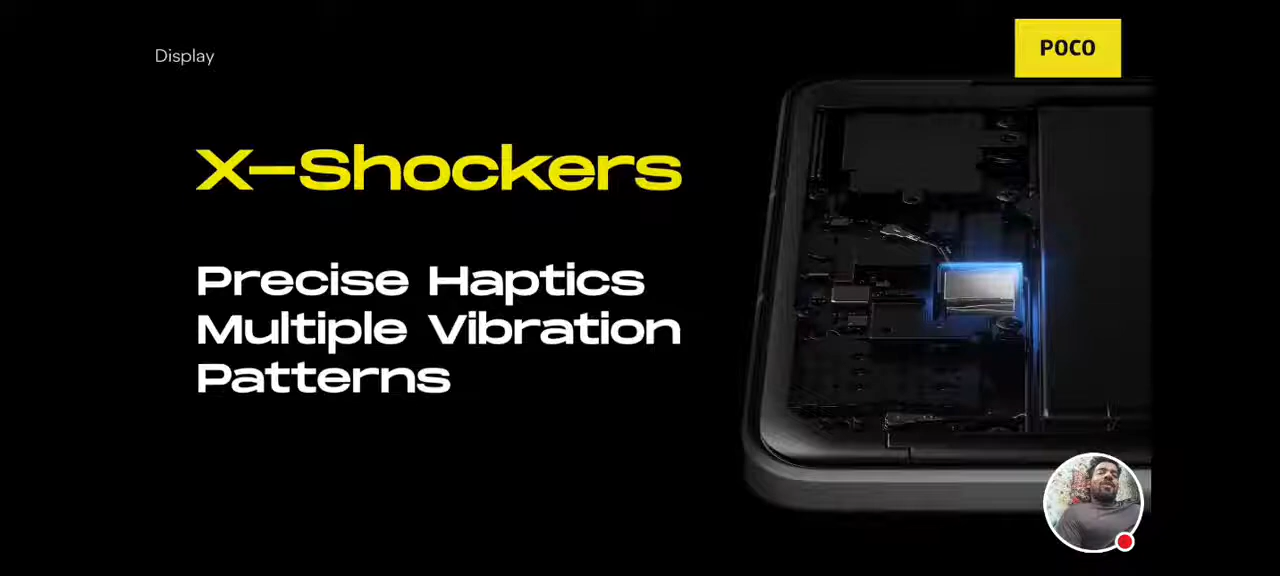 Display
POCO
X-Shockers
Precise Haptics
Multiple Vibration
Patterns